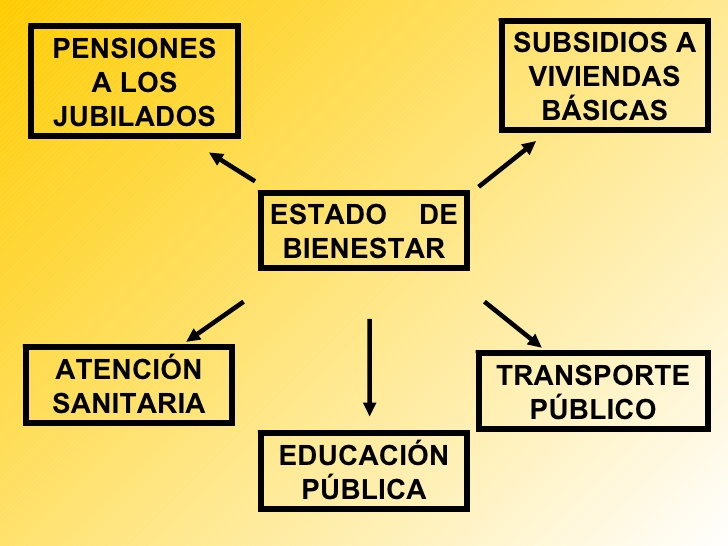 PENSIONES
A LOS
JUBILADOS
SUBSIDIOS A
VIVIENDAS
BÁSICAS
ESTADO DE
BIENESTAR
ATENCIÓN
SANITARIA
TRANSPORTE
PÚBLICO
EDUCACIÓN
PÚBLICA